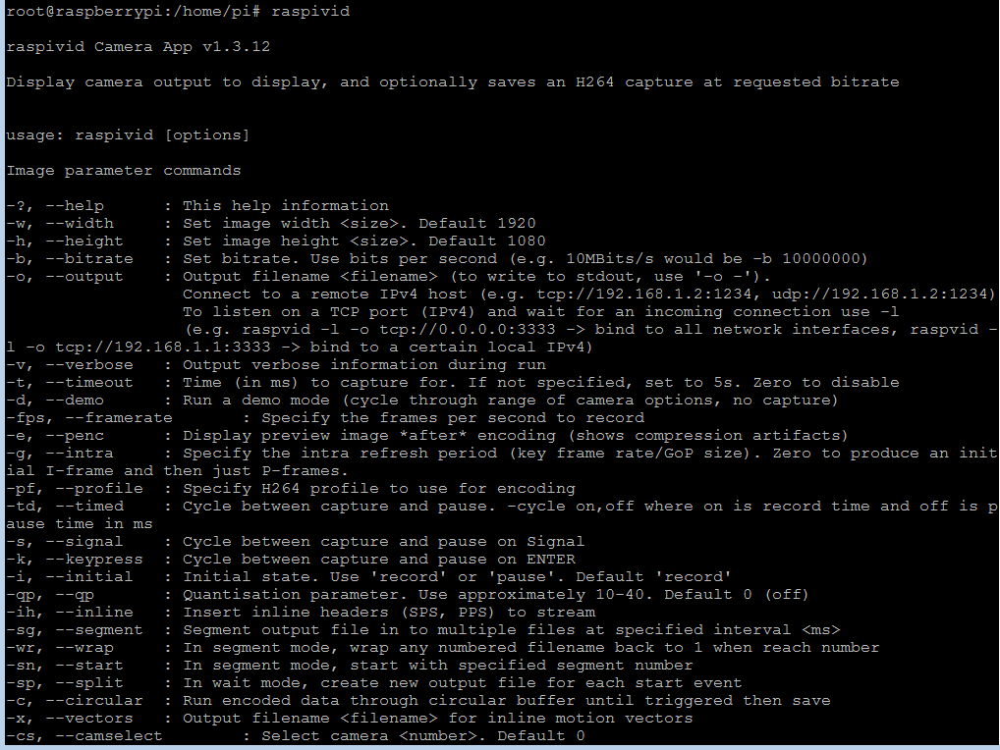 root@raspberrypi:/home/pi# raspivid
raspivid Camera App v1.3.12
Display camera output to display, and optionally saves an H264 capture at requested bitrate
usage: raspivid [options]
Image parameter commands
-?, --help : This help information
-w, --width : Set image width <size>. Default 1920
-h, --height : Set image height <size>. Default 1080
-b, --bitrate : Set bitrate. Use bits per second (e.g. 10MBits/s would be -b 10000000)
-o, --output : Output filename <filename> (to write to stdout, use '-o -').
Connect to a remote IPv4 host (e.g. tcp://192.168.1.2:1234, udp://192.168.1.2:1234)
To listen on a TCP port (IPv4) and wait for an incoming connection use -l
(e.g. raspvid -l -o tcp://0.0.0.0:3333 -> bind to all network interfaces, raspvid -
l -o tcp://192.168.1.1:3333 -> bind to a certain local IPv4)
-v, --verbose : Output verbose information during run
-t, --timeout : Time (in ms) to capture for. If not specified, set to 5s. Zero to disable
-d, --demo : Run a demo mode (cycle through range of camera options, no capture)
-fps, --framerate : Specify the frames per second to record
-e, --penc : Display preview image *after* encoding (shows compression artifacts)
-g, --intra : Specify the intra refresh period (key frame rate/GoP size). Zero to produce an init
ial I-frame and then just P-frames.
-pf, --profile : Specify H264 profile to use for encoding
-td, --timed : Cycle between capture and pause. -cycle on,off where on is record time and off is p
ause time in ms
-s, --signal : Cycle between capture and pause on Signal
-k, --keypress : Cycle between capture and pause on ENTER
-i, --initial : Initial state. Use 'record' or 'pause'. Default 'record'
-qp, --qp : Quantisation parameter. Use approximately 10-40. Default 0 (off)
-ih, --inline : Insert inline headers (SPS, PPS) to stream
-sg, --segment : Segment output file in to multiple files at specified interval <ms>
-wr, --wrap : In segment mode, wrap any numbered filename back to 1 when reach number
-sn, --start : In segment mode, start with specified segment number
-sp, --split : In wait mode, create new output file for each start event
-c, --circular : Run encoded data through circular buffer until triggered then save
-x, --vectors : Output filename <filename> for inline motion vectors
-cs, --camselect : Select camera <number>. Default 0